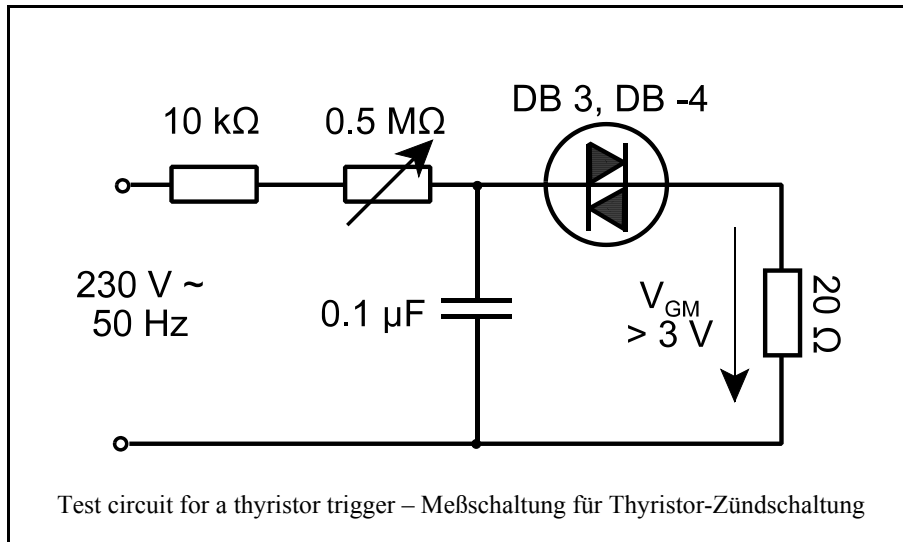 DB 3, DB -4
10 kΩ
0.5 MΩ
230 V ~
50 Hz
0.1 µF
V_GM
> 3 V
20 Ω
Test circuit for a thyristor trigger – Meßschaltung für Thyristor-Zündschaltung